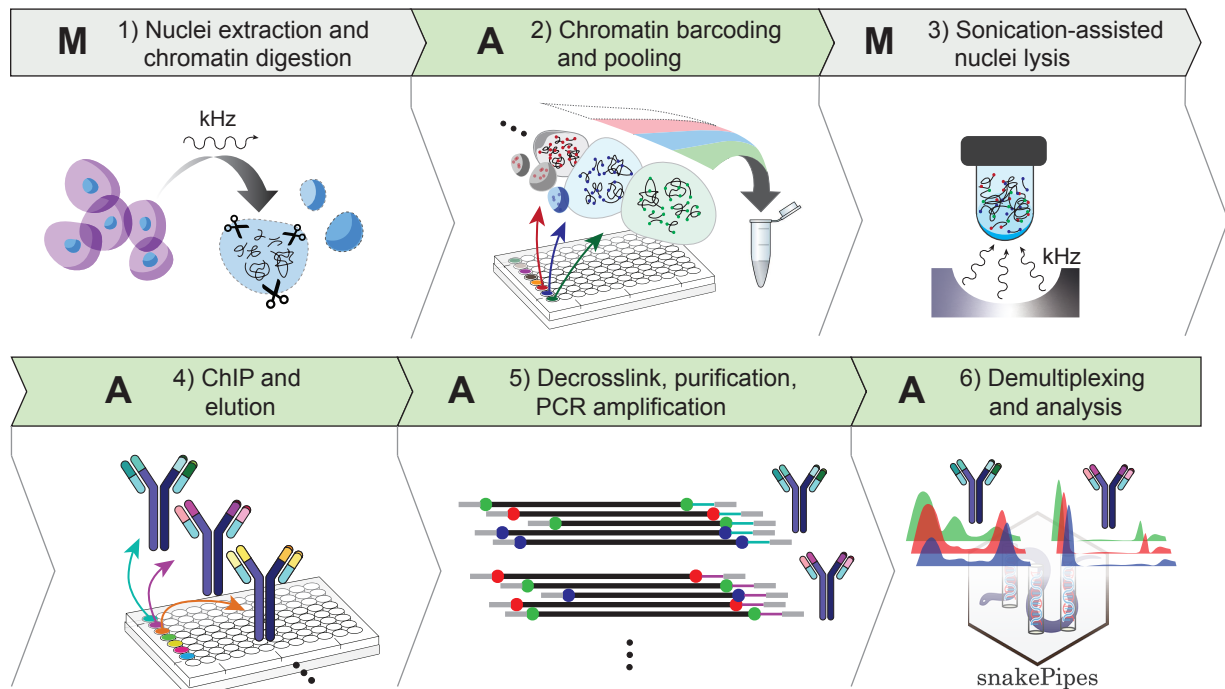 M
1) Nuclei extraction and
chromatin digestion
A
2) Chromatin barcoding
and pooling
M
3) Sonication-assisted
nuclei lysis
kHz
kHz
A
4) ChIP and
elution
A
5) Decrosslink, purification,
PCR amplification
A
6) Demultiplexing
and analysis
snakePipes